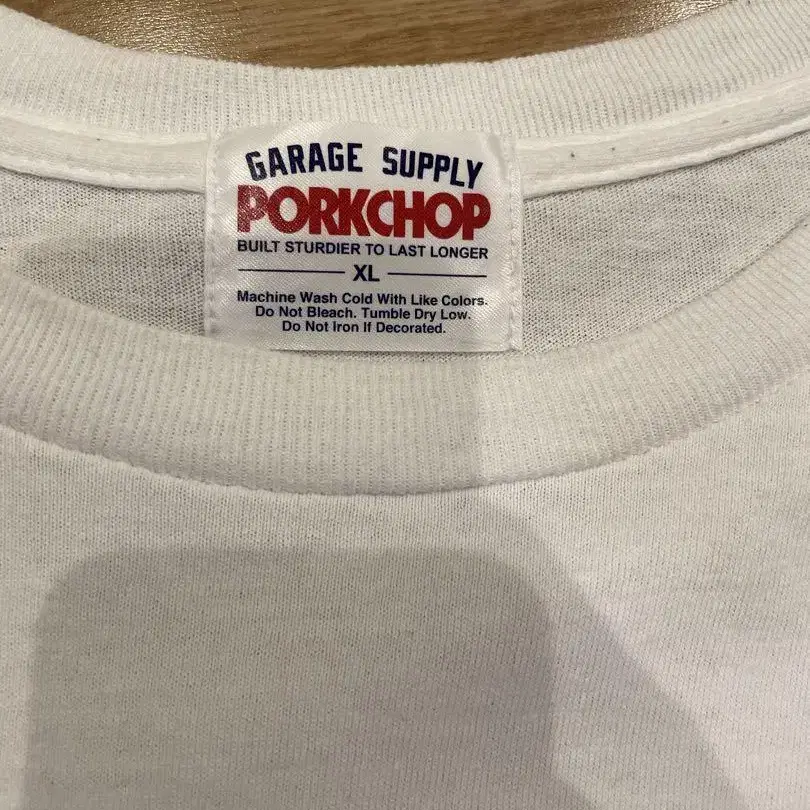 GARAGE SUPPLY
PORKCHOP
BUILT STURDIER TO LAST LONGER
XL
Machine Wash Cold With Like Colors.
Do Not Bleach. Tumble Dry Low.
Do Not Iron If Decorated.